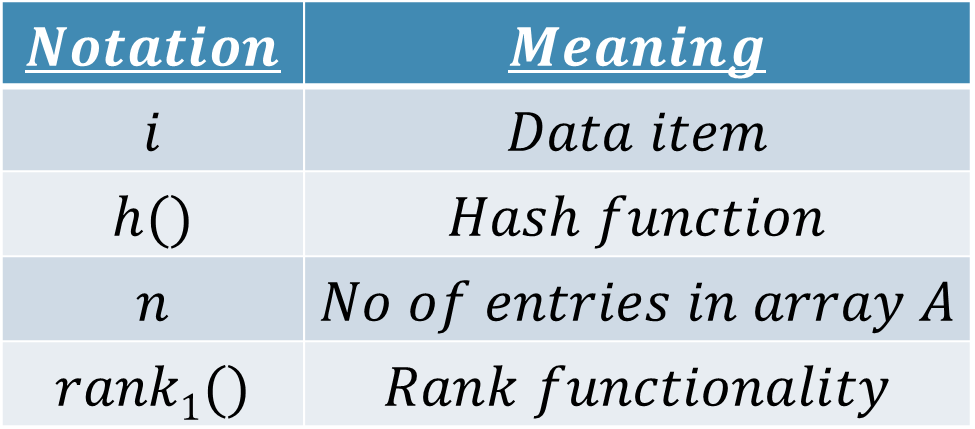 Notation Meaning
i Data item
h() Hash function
n No of entries in array A
rank₁() Rank functionality